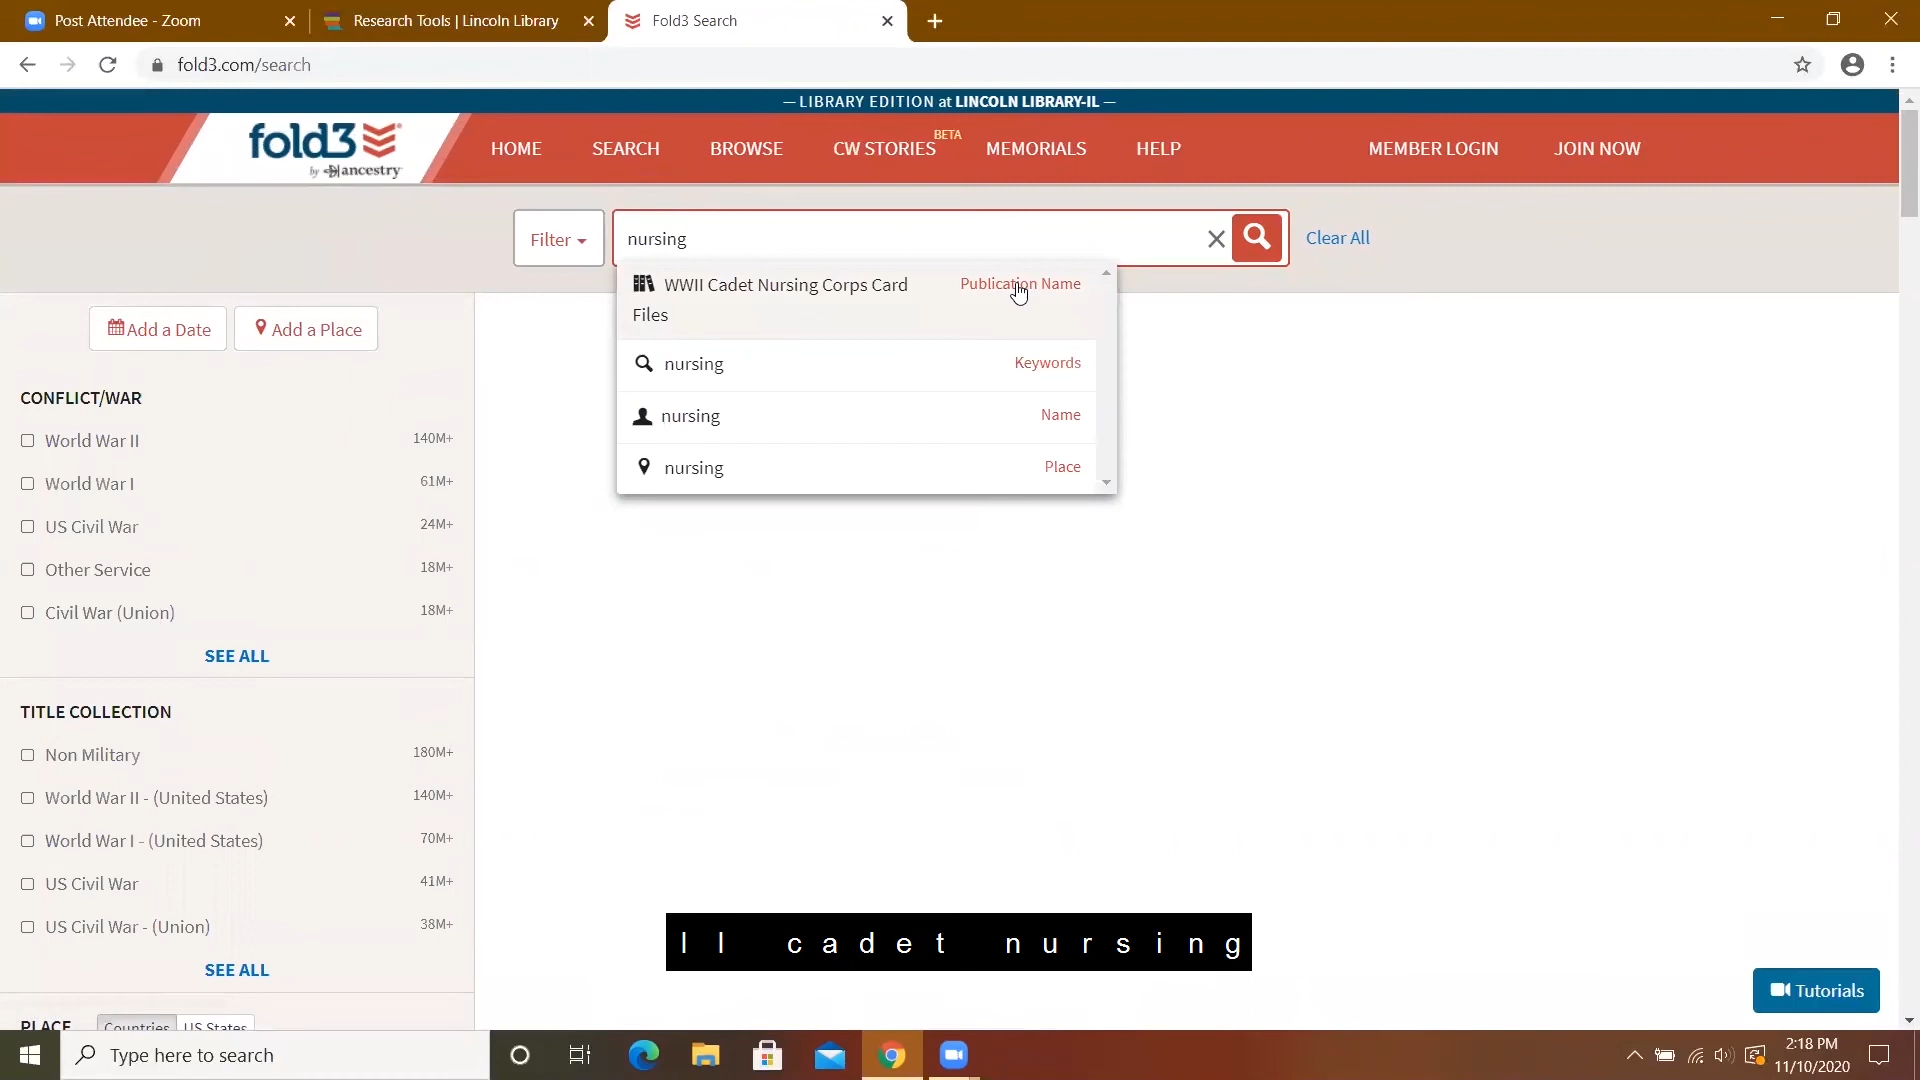 Post Attendee - Zoom
Research Tools | Lincoln Library
Fold3 Search
fold3.com/search
— LIBRARY EDITION at LINCOLN LIBRARY-IL —
fold3
by ancestry
HOME
SEARCH
BROWSE
CW STORIES BETA
MEMORIALS
HELP
MEMBER LOGIN
JOIN NOW
Filter
nursing
Clear All
WWII Cadet Nursing Corps Card Files
Publication Name
nursing
Keywords
nursing
Name
nursing
Place
Add a Date
Add a Place
CONFLICT/WAR
World War II 140M+
World War I 61M+
US Civil War 24M+
Other Service 18M+
Civil War (Union) 18M+
SEE ALL
TITLE COLLECTION
Non Military 180M+
World War II - (United States) 140M+
World War I - (United States) 70M+
US Civil War 41M+
US Civil War - (Union) 38M+
SEE ALL
PLACE Countries US States
II cadet nursing
Tutorials
Type here to search
2:18 PM
11/10/2020